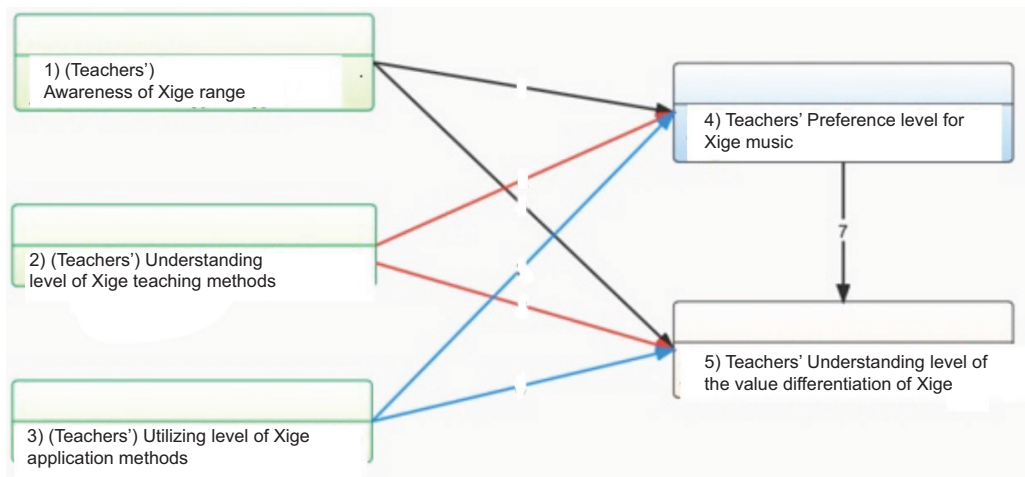 1) (Teachers')
Awareness of Xige range
2) (Teachers') Understanding
level of Xige teaching methods
3) (Teachers') Utilizing level of Xige
application methods
4) Teachers' Preference level for
Xige music
7
5) Teachers' Understanding level of
the value differentiation of Xige